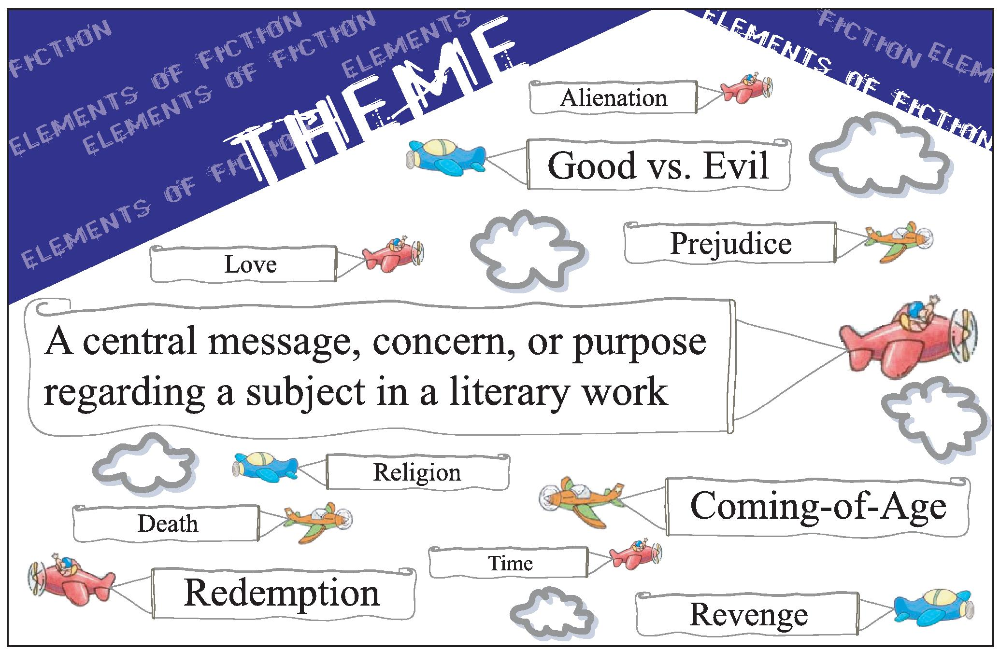 FICTION
ELEMENTS OF FICTION
ELEMENTS OF FICTION
ELEMENTS
ELEMENTS OF FICTION
THEME
ELEMENTS OF FICTION
FICTION
ELEM
Alienation
Good vs. Evil
Prejudice
Love
A central message, concern, or purpose
regarding a subject in a literary work
Religion
Coming-of-Age
Death
Time
Redemption
Revenge